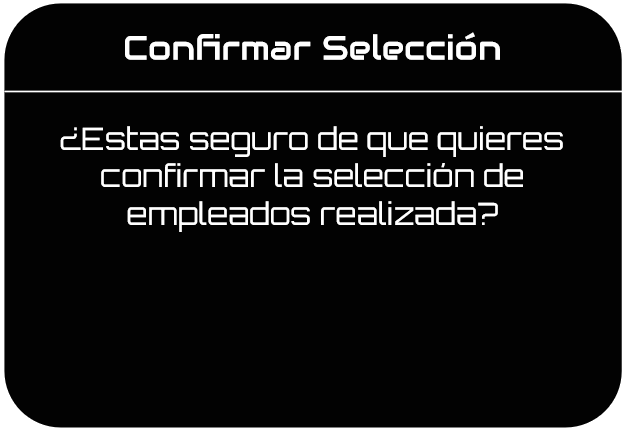 Confirmar Selección
¿Estas seguro de que quieres
confirmar la selección de
empleados realizada?